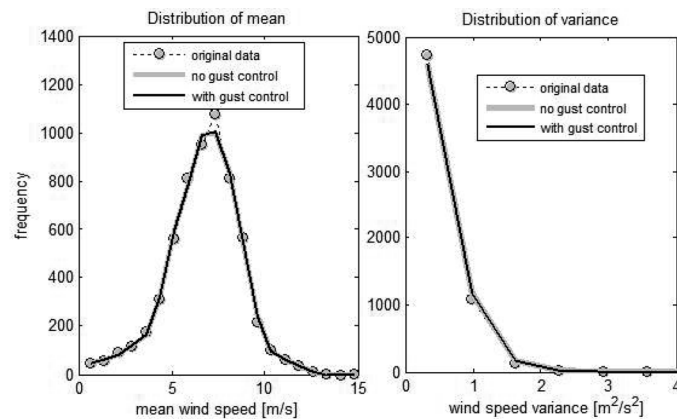 Distribution of mean
1400
1200
1000
800
600
400
200
0
frequency
original data
no gust control
with gust control
0 5 10 15
mean wind speed [m/s]
Distribution of variance
5000
4000
3000
2000
1000
0
original data
no gust control
with gust control
0 1 2 3 4
wind speed variance [m²/s²]